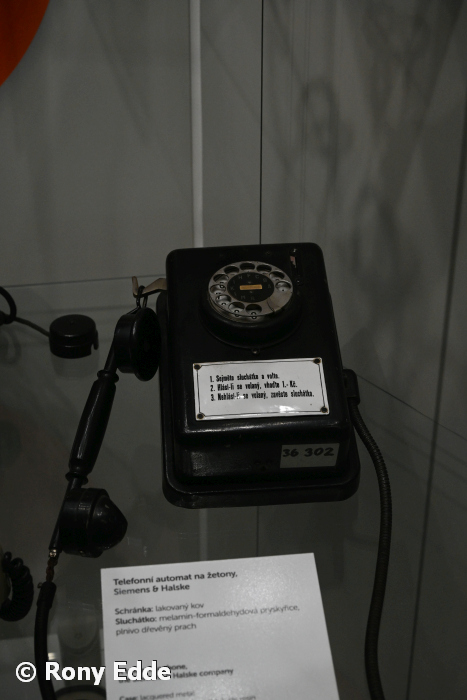 1. Sejměte sluchátko a volte.
2. Hlásí-li se volaný, vhoďte 1.- Kč.
3. Nehlásí-li se volaný, zavěste sluchátko.
36 302
Telefonní automat na žetony,
Siemens & Halske
Schránka: lakovaný kov
Sluchátko: melamin-formaldehydová pryskyřice,
plnivo dřevěný prach
Halske company
Case: lacquered metal
© Rony Edde